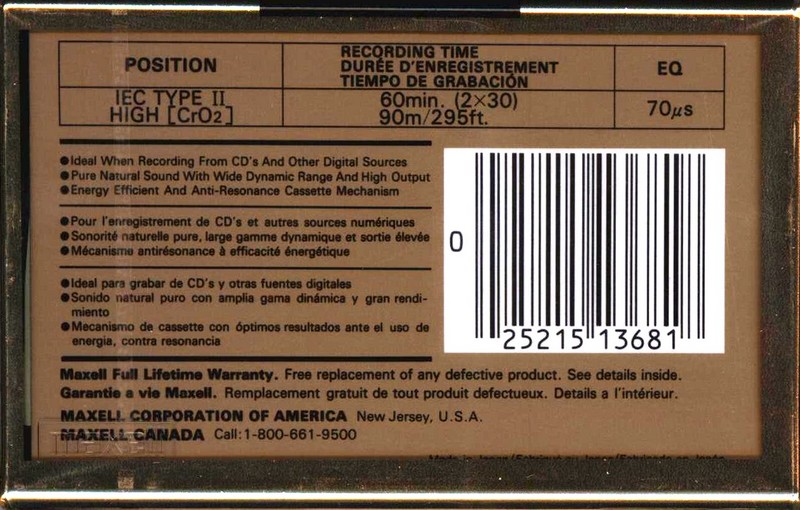 POSITION
RECORDING TIME
DURÉE D'ENREGISTREMENT
TIEMPO DE GRABACIÓN
EQ
IEC TYPE II
HIGH [CrO2]
60min. (2×30)
90m/295ft.
70μs
●Ideal When Recording From CD's And Other Digital Sources
●Pure Natural Sound With Wide Dynamic Range And High Output
●Energy Efficient And Anti-Resonance Cassette Mechanism
●Pour l'enregistrement de CD's et autres sources numériques
●Sonorité naturelle pure, large gamme dynamique et sortie élevée
●Mécanisme antirésonance à efficacité énergétique
●Ideal para grabar de CD's y otras fuentes digitales
●Sonido natural puro con amplia gama dinámica y gran rendi-
miento
●Mecanismo de cassette con óptimos resultados ante el uso de
energia, contra resonancia
0 25215 13681
Maxell Full Lifetime Warranty. Free replacement of any defective product. See details inside.
Garantie a vie Maxell. Remplacement gratuit de tout produit defectueux. Details a l'intérieur.
MAXELL CORPORATION OF AMERICA New Jersey, U.S.A.
MAXELL CANADA Call:1-800-661-9500
maxell